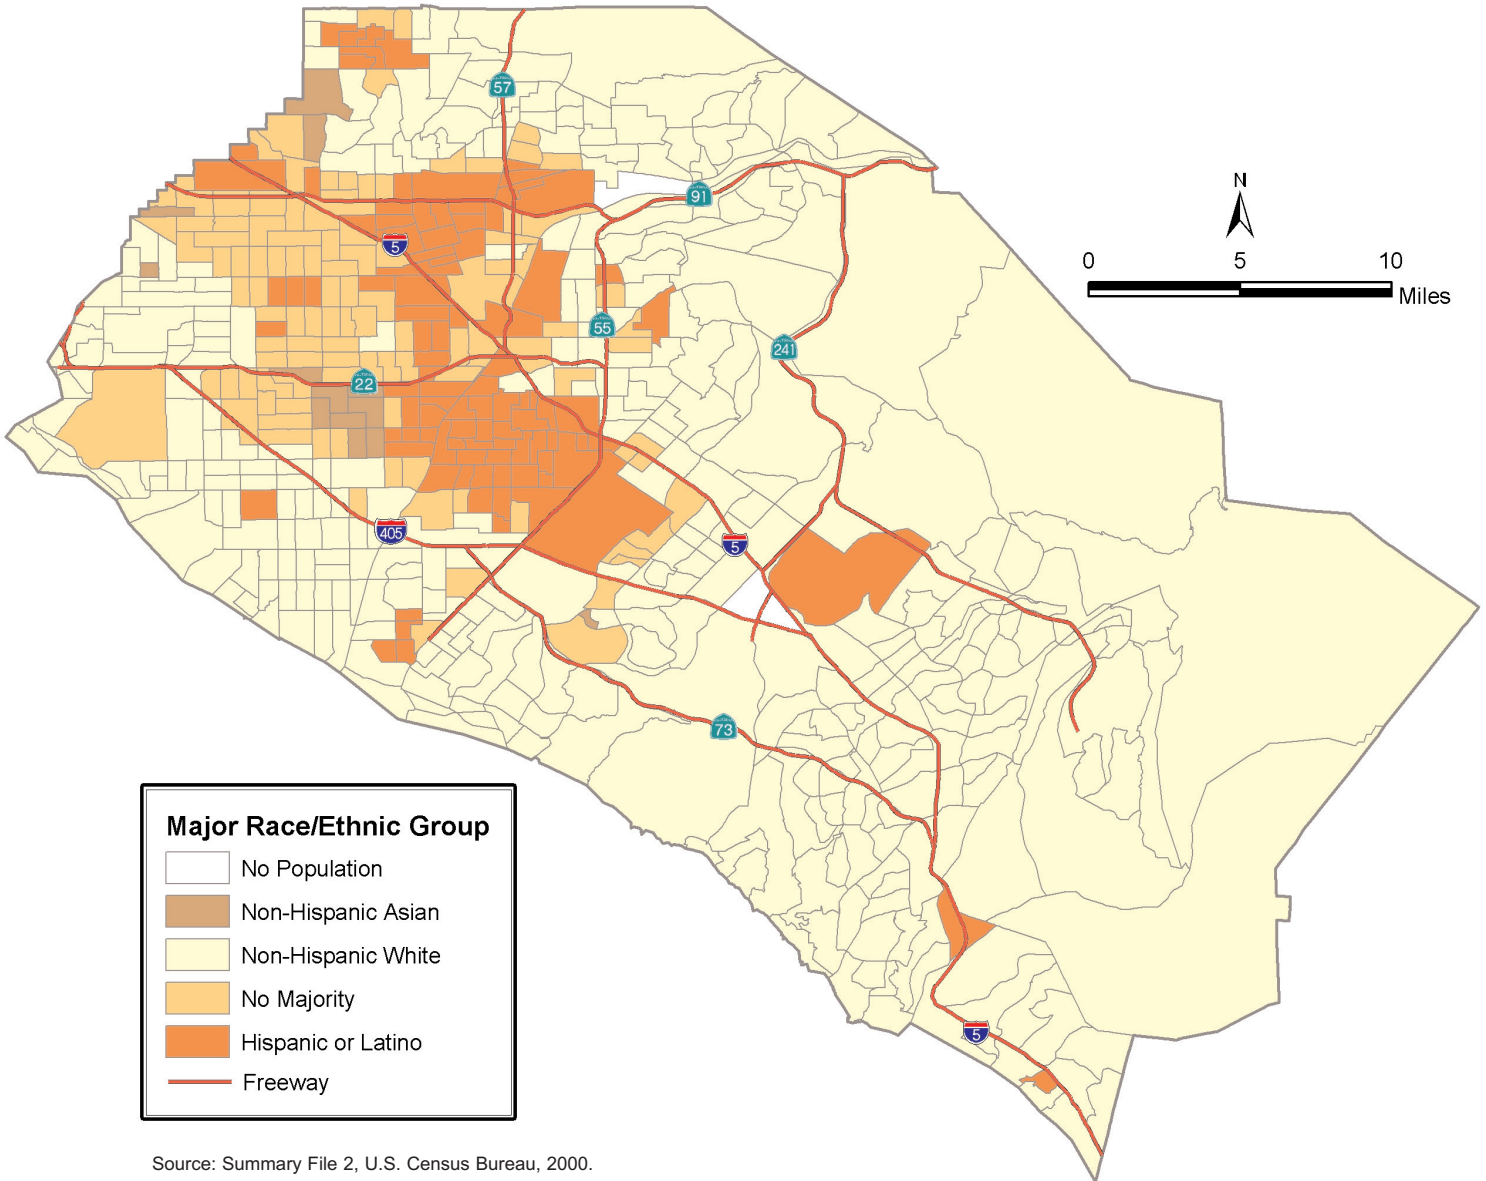 57
91
N
5
0 5 10
Miles
55
241
22
405
5
73
Major Race/Ethnic Group
No Population
Non-Hispanic Asian
Non-Hispanic White
No Majority
Hispanic or Latino
Freeway
5
Source: Summary File 2, U.S. Census Bureau, 2000.